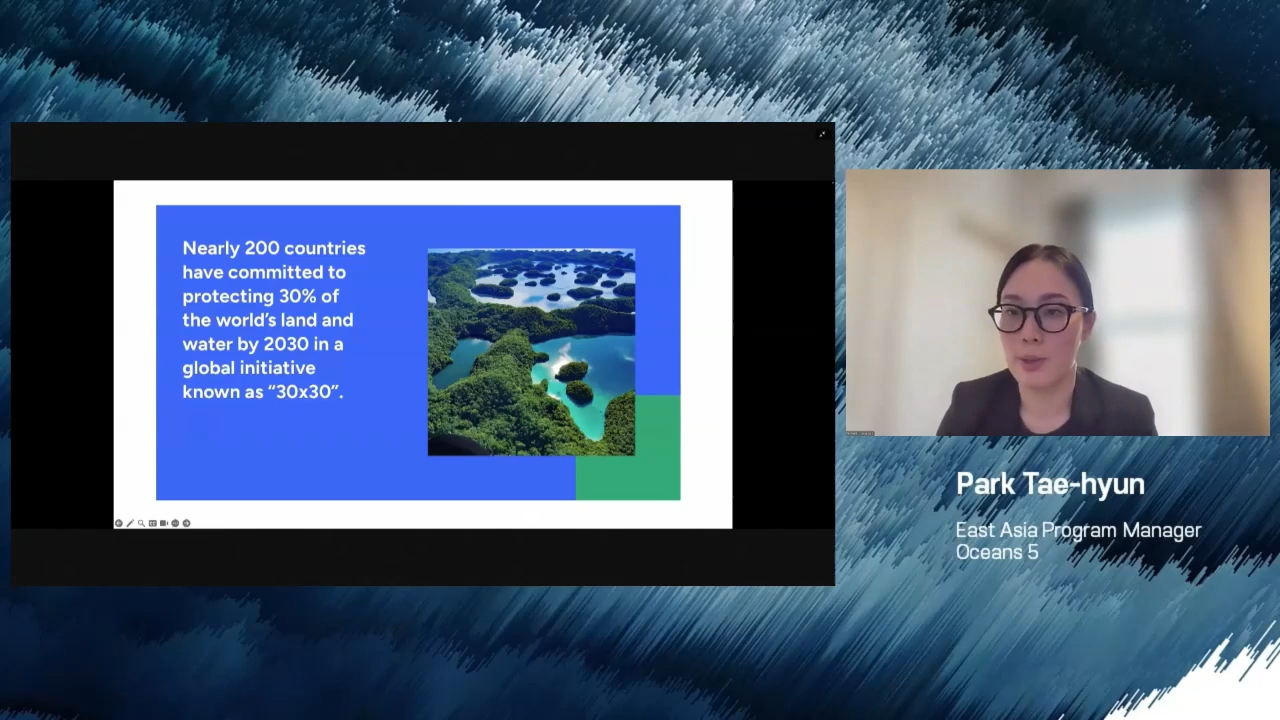 Nearly 200 countries
have committed to
protecting 30% of
the world’s land and
water by 2030 in a
global initiative
known as “30x30”.
Park Tae-hyun
East Asia Program Manager
Oceans 5